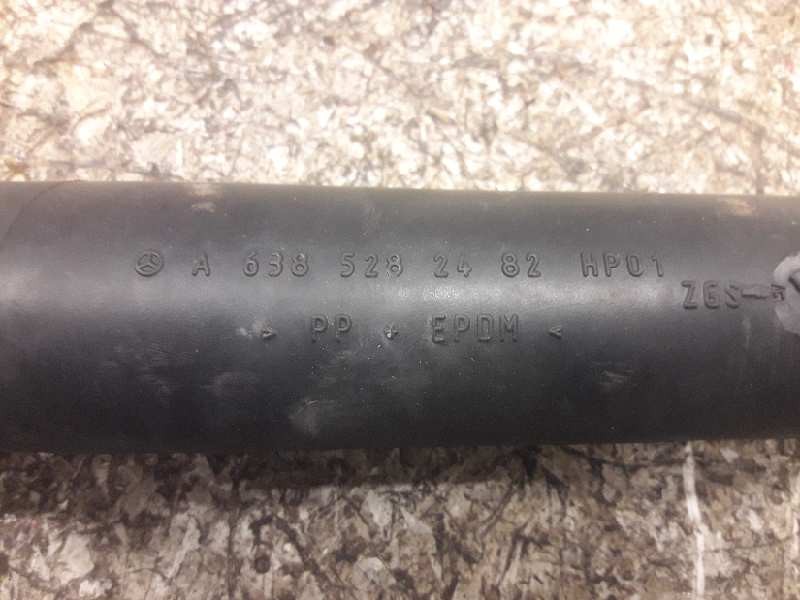 A 638 528 24 82 HP01
ZGS
> PP + EPDM <